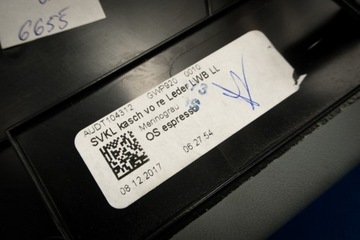 6655
AUDT104312 GWP920 0010
SVKL kasch vo re Leder LWB LL
Mennograu
OS espresso
08.12.2017 06:27:54